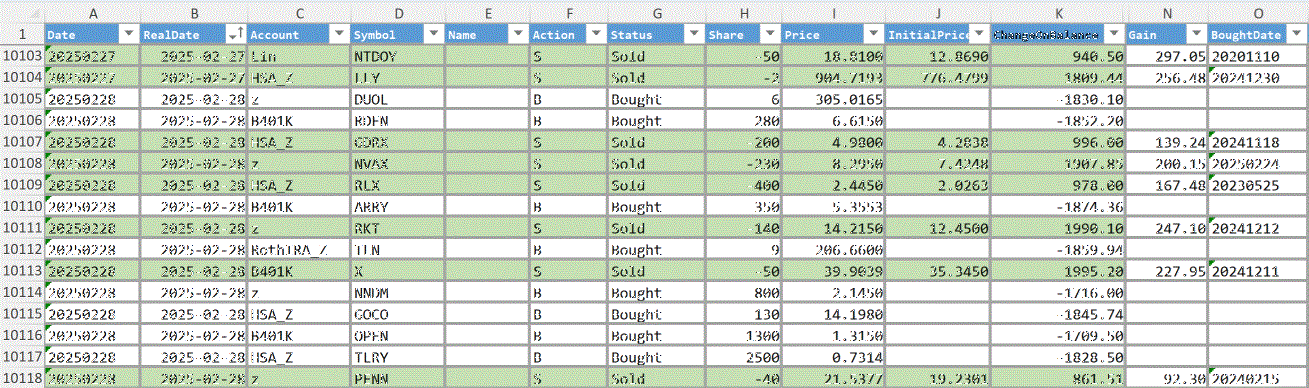 A B C D E F G H I J K N O
1 Date RealDate Account Symbol Name Action Status Share Price InitialPrice ChangeOnBalance Gain BoughtDate
10103 20250227 2025-02-27 Lin NTDOY S Sold -50 18.8100 12.8690 940.50 297.05 20201110
10104 20250227 2025-02-27 HSA_Z LLY S Sold -2 904.7193 776.4799 1809.44 256.48 20241230
10105 20250228 2025-02-28 z DUOL B Bought 6 305.0165 -1830.10
10106 20250228 2025-02-28 B401K RDFN B Bought 280 6.6150 -1852.20
10107 20250228 2025-02-28 HSA_Z GDRX S Sold -200 4.9800 4.2838 996.00 139.24 20241118
10108 20250228 2025-02-28 z NVAX S Sold -230 8.2950 7.4248 1907.85 200.15 20250224
10109 20250228 2025-02-28 HSA_Z RLX S Sold -400 2.4450 2.0263 978.00 167.48 20230525
10110 20250228 2025-02-28 B401K ARRY B Bought 350 5.3553 -1874.36
10111 20250228 2025-02-28 z RKT S Sold -140 14.2150 12.4500 1990.10 247.10 20241212
10112 20250228 2025-02-28 RothIRA_Z TLN B Bought 9 206.6600 -1859.94
10113 20250228 2025-02-28 B401K X S Sold -50 39.9039 35.3450 1995.20 227.95 20241211
10114 20250228 2025-02-28 z NNDM B Bought 800 2.1450 -1716.00
10115 20250228 2025-02-28 HSA_Z COCO B Bought 130 14.1980 -1845.74
10116 20250228 2025-02-28 B401K OPEN B Bought 1300 1.3150 -1709.50
10117 20250228 2025-02-28 HSA_Z TLRY B Bought 2500 0.7314 -1828.50
10118 20250228 2025-02-28 z PENN S Sold -40 21.5377 19.2301 861.51 92.30 20240215